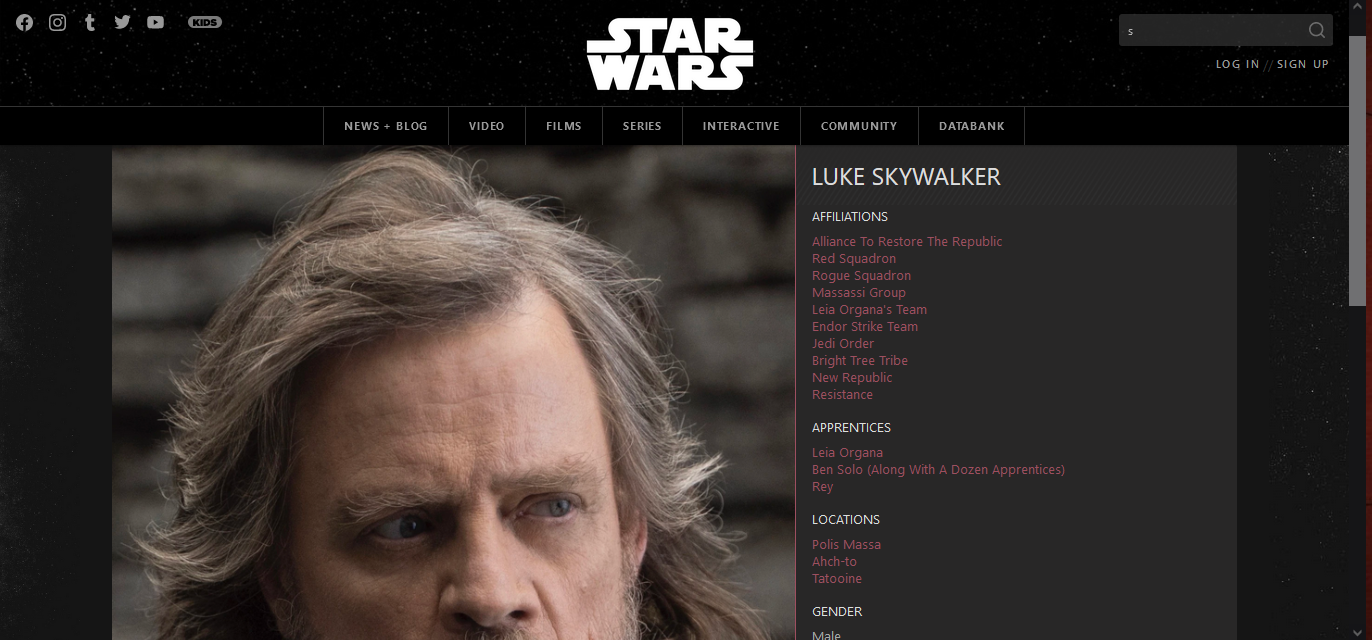 KIDS
STAR
WARS
s
LOG IN // SIGN UP
NEWS + BLOG
VIDEO
FILMS
SERIES
INTERACTIVE
COMMUNITY
DATABANK
LUKE SKYWALKER
AFFILIATIONS
Alliance To Restore The Republic
Red Squadron
Rogue Squadron
Massassi Group
Leia Organa's Team
Endor Strike Team
Jedi Order
Bright Tree Tribe
New Republic
Resistance
APPRENTICES
Leia Organa
Ben Solo (Along With A Dozen Apprentices)
Rey
LOCATIONS
Polis Massa
Ahch-to
Tatooine
GENDER
Male